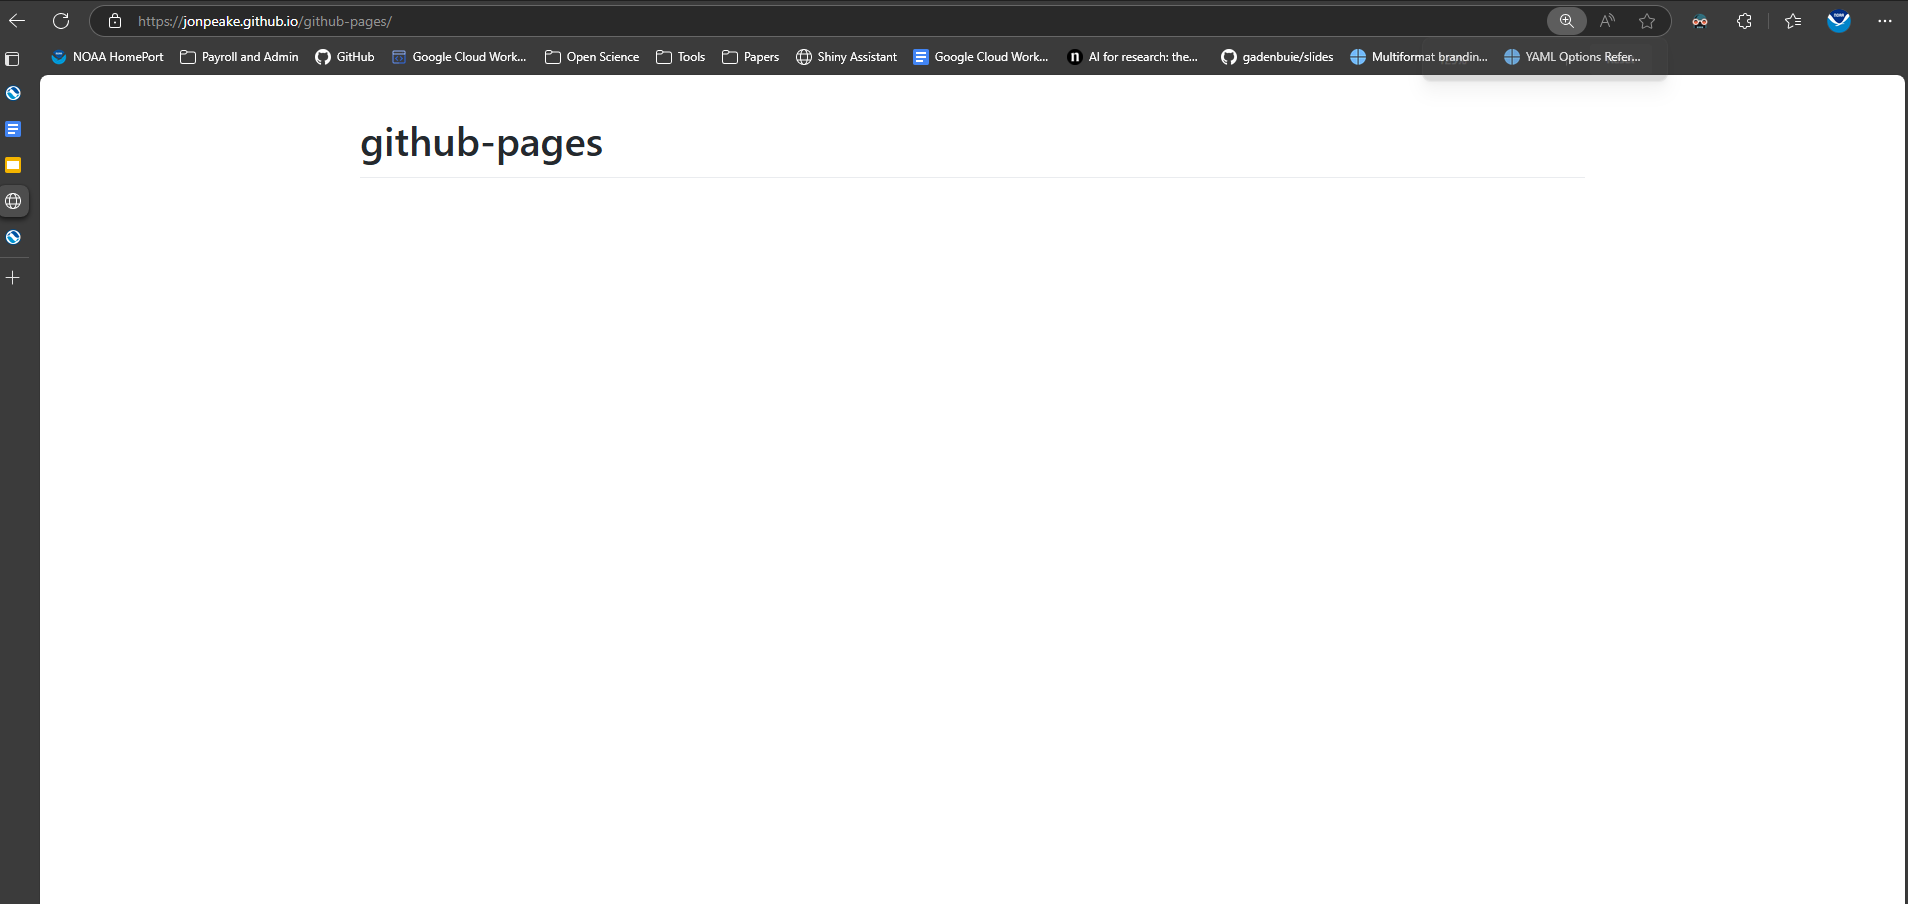 https://jonpeake.github.io/github-pages/
NOAA HomePort Payroll and Admin GitHub Google Cloud Work... Open Science Tools Papers Shiny Assistant Google Cloud Work... n AI for research: the... gadenbuie/slides Multiformat brandin... YAML Options Refer...
github-pages